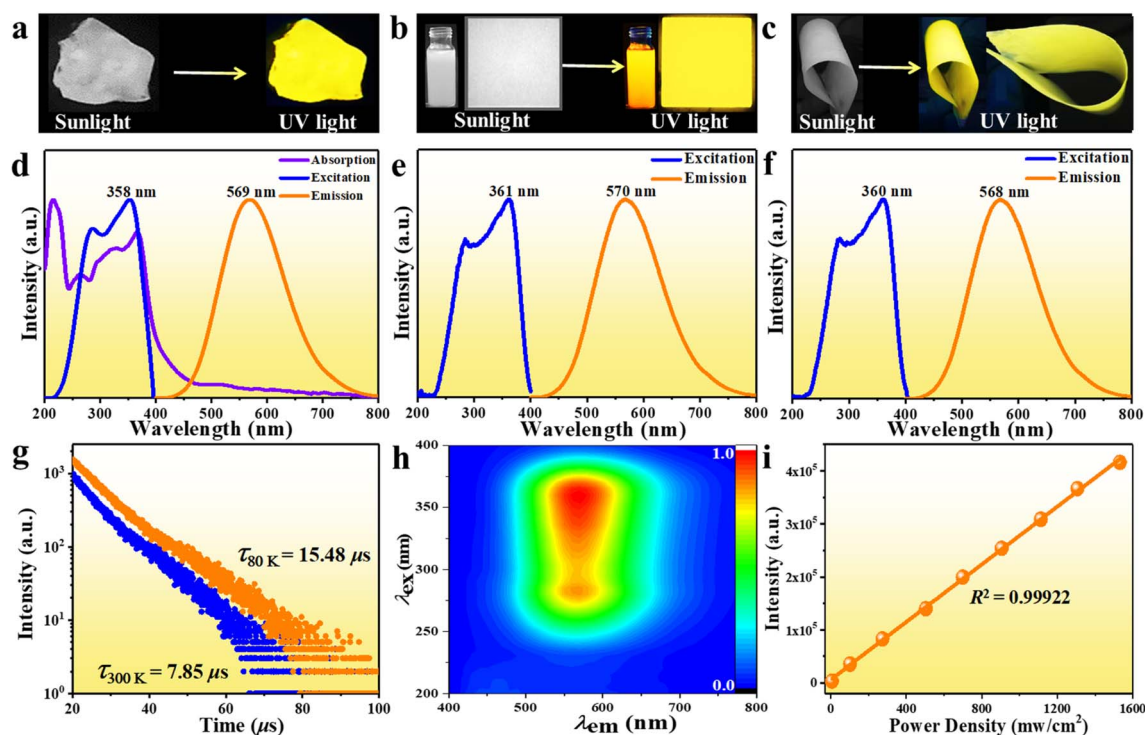 a
Sunlight
UV light
b
Sunlight
UV light
c
Sunlight
UV light
d
Absorption
Excitation
Emission
358 nm
569 nm
Intensity (a.u.)
200 300 400 500 600 700 800
Wavelength (nm)
e
Excitation
Emission
361 nm
570 nm
Intensity (a.u.)
200 300 400 500 600 700 800
Wavelength (nm)
f
Excitation
Emission
360 nm
568 nm
Intensity (a.u.)
200 300 400 500 600 700 800
Wavelength (nm)
g
10³
10²
10¹
10⁰
Intensity (a.u.)
τ80 K = 15.48 μs
τ300 K = 7.85 μs
20 40 60 80 100
Time (μs)
h
400
350
300
250
200
λex (nm)
1.0
0.0
400 500 600 700 800
λem (nm)
i
4x10⁵
3x10⁵
2x10⁵
1x10⁵
0
Intensity (a.u.)
R² = 0.99922
0 400 800 1200 1600
Power Density (mw/cm²)